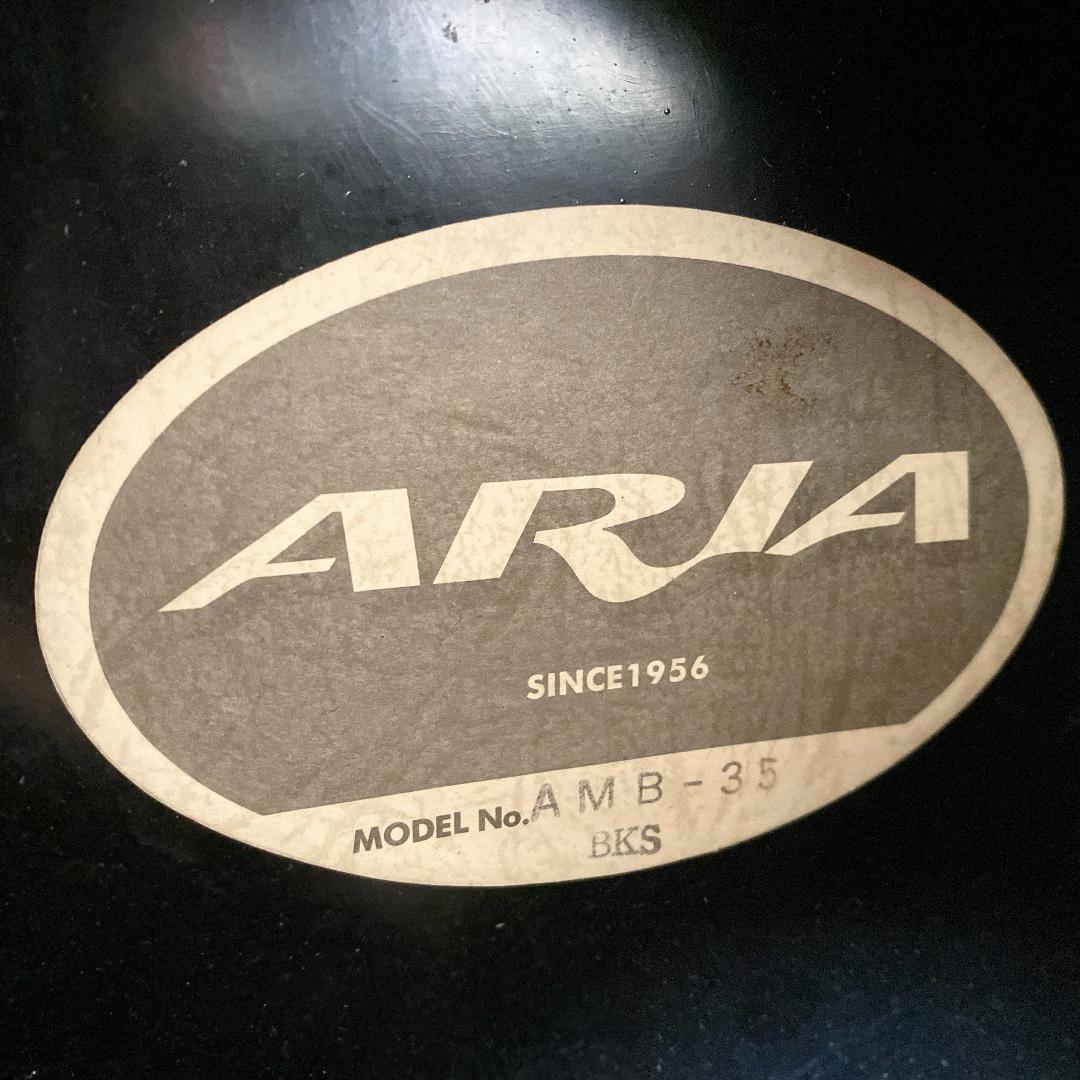 ARIA
SINCE1956
MODEL No. AMB-35
BKS